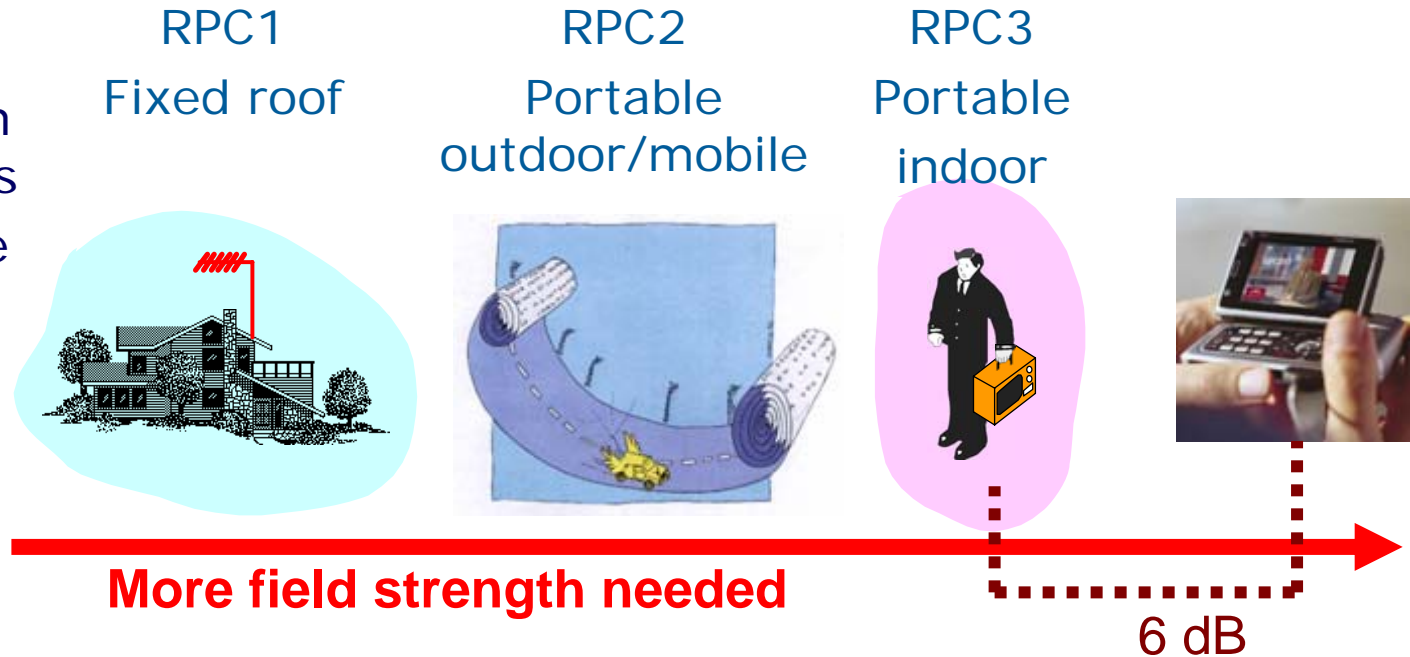 RPC1
Fixed roof
RPC2
Portable
outdoor/mobile
RPC3
Portable
indoor
More field strength needed
6 dB